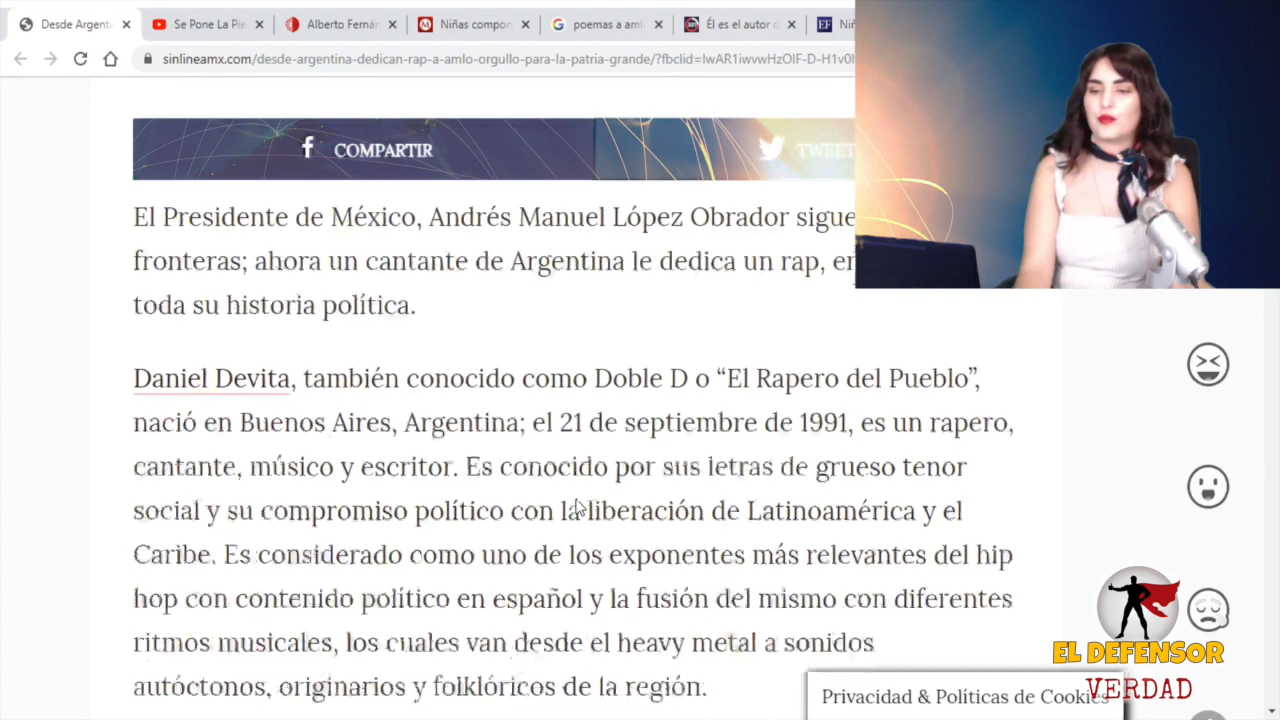 Desde Argenti
Se Pone La Pie
Alberto Fernán
Niñas compon
poemas a amlo
Él es el autor d
Niñ
sinlineamx.com/desde-argentina-dedican-rap-a-amlo-orgullo-para-la-patria-grande/?fbclid=
COMPARTIR
TWEET
El Presidente de México, Andrés Manuel López Obrador sigue
fronteras; ahora un cantante de Argentina le dedica un rap,
toda su historia política.
Daniel Devita, también conocido como Doble D o “El Rapero del Pueblo”,
nació en Buenos Aires, Argentina; el 21 de septiembre de 1991, es un rapero,
cantante, músico y escritor. Es conocido por sus letras de grueso tenor
social y su compromiso político con la liberación de Latinoamérica y el
Caribe. Es considerado como uno de los exponentes más relevantes del hip
hop con contenido político en español y la fusión del mismo con diferentes
ritmos musicales, los cuales van desde el heavy metal a sonidos
autóctonos, originarios y folklóricos de la región.
EL DEFENSOR
VERDAD
Privacidad & Políticas de Cookies